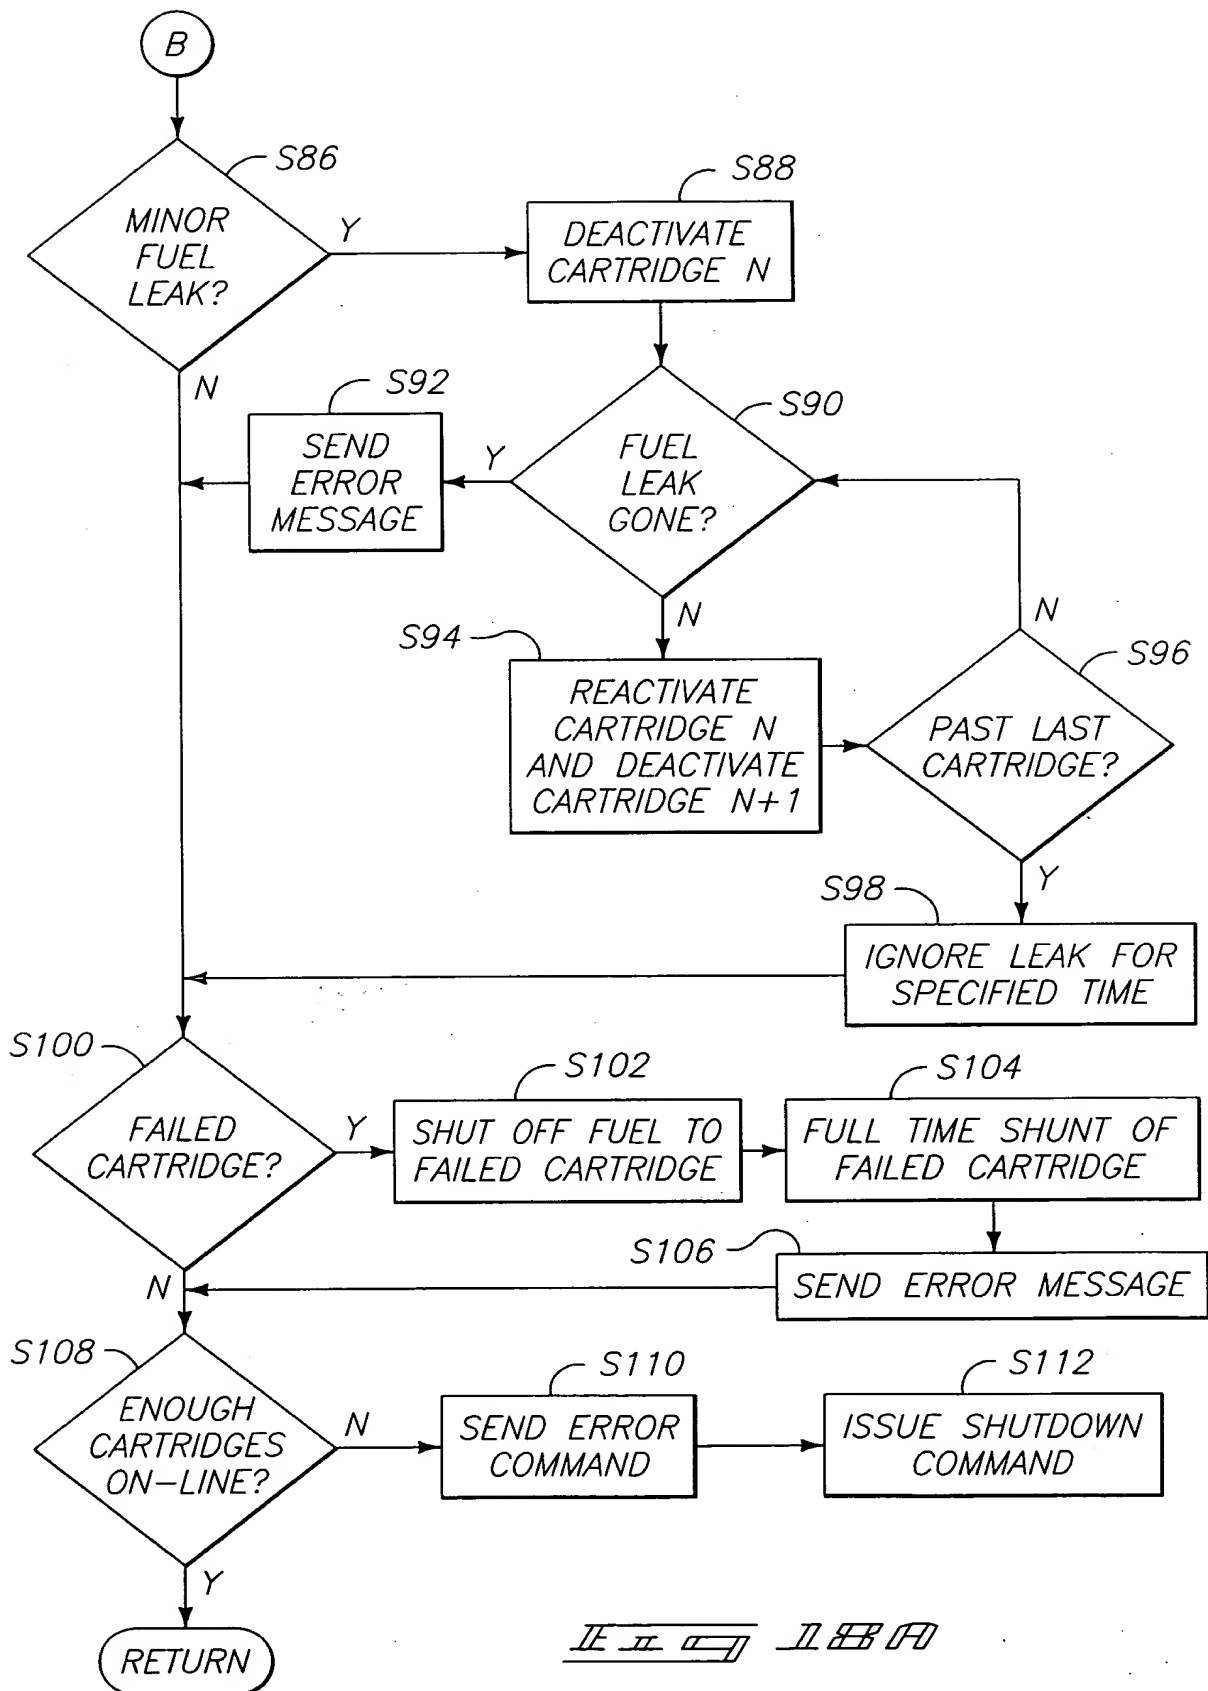 B
S86
MINOR
FUEL
LEAK?
Y
N
S88
DEACTIVATE
CARTRIDGE N
S92
SEND
ERROR
MESSAGE
Y
S90
FUEL
LEAK
GONE?
N
S94
REACTIVATE
CARTRIDGE N
AND DEACTIVATE
CARTRIDGE N+1
N
S96
PAST LAST
CARTRIDGE?
Y
S98
IGNORE LEAK FOR
SPECIFIED TIME
S100
FAILED
CARTRIDGE?
Y
N
S102
SHUT OFF FUEL TO
FAILED CARTRIDGE
S104
FULL TIME SHUNT OF
FAILED CARTRIDGE
S106
SEND ERROR MESSAGE
S108
ENOUGH
CARTRIDGES
ON-LINE?
N
Y
S110
SEND ERROR
COMMAND
S112
ISSUE SHUTDOWN
COMMAND
RETURN
Fig 18A